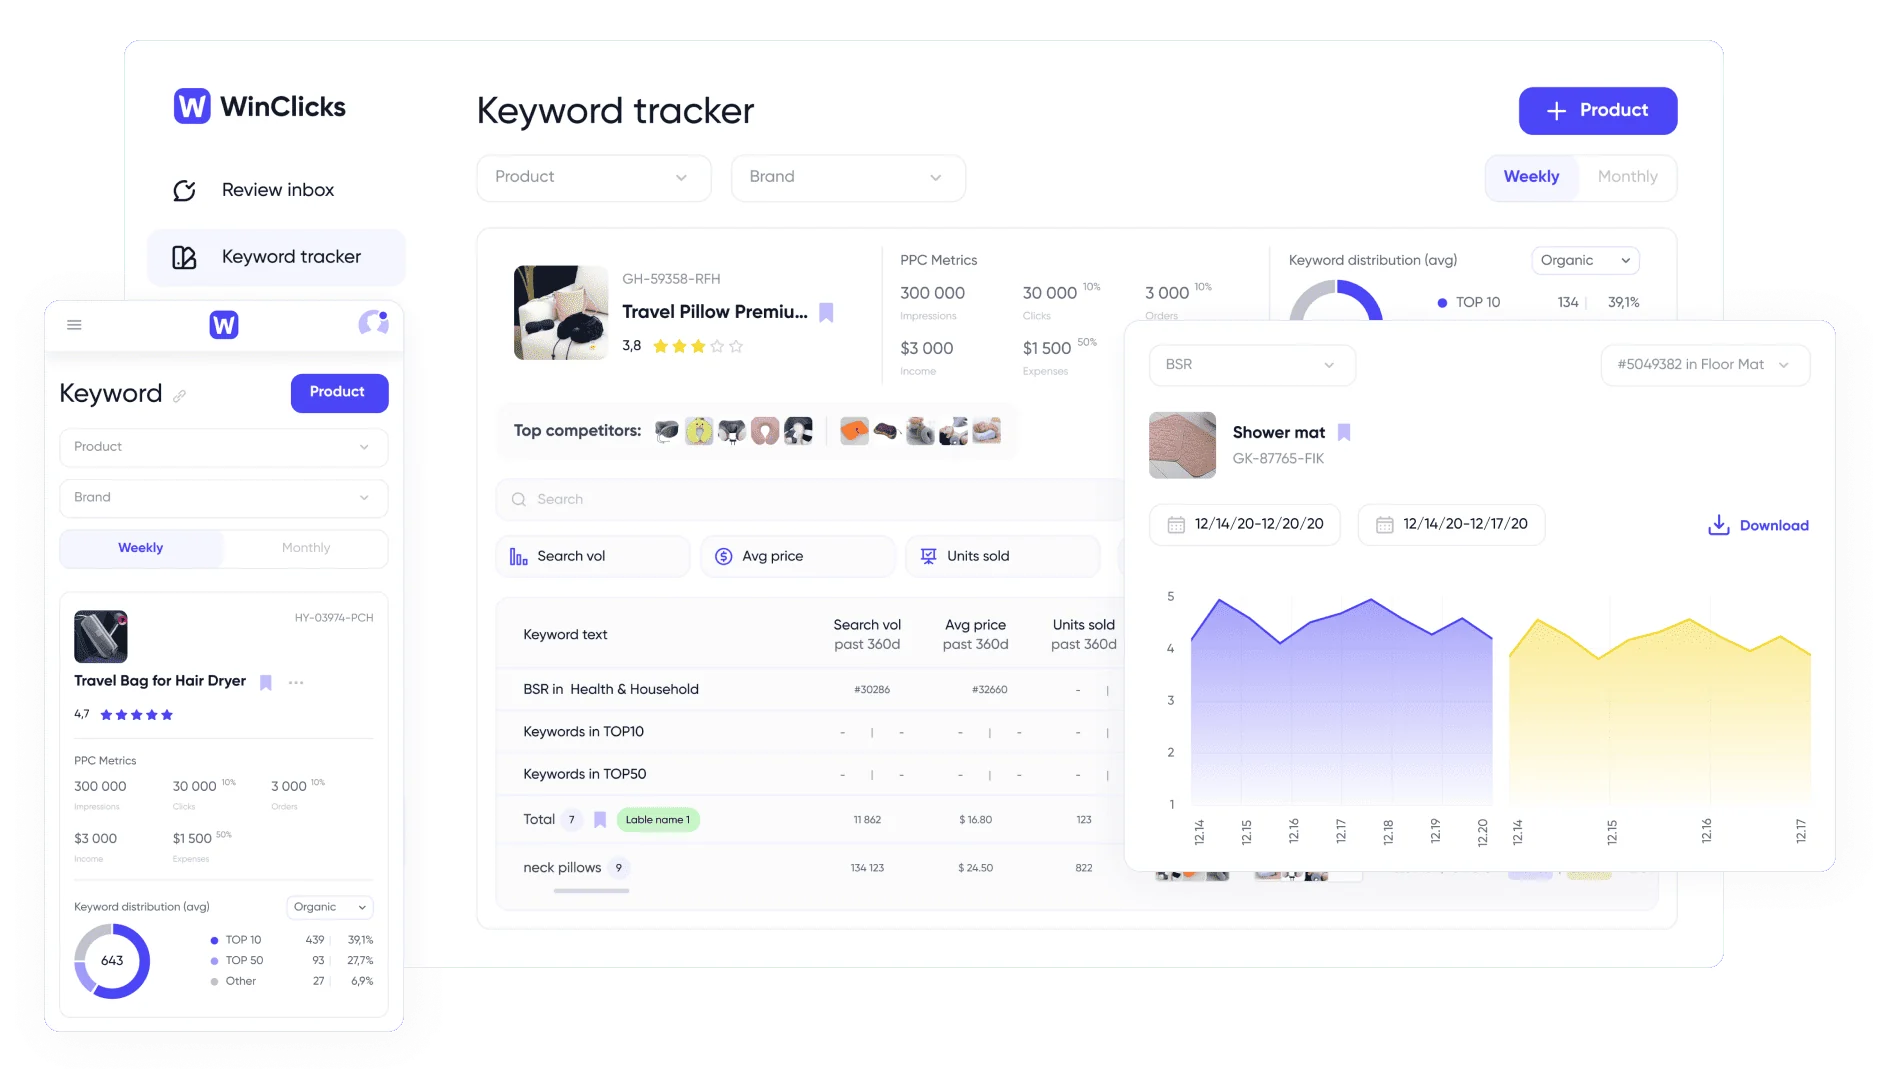 WinClicks
Review inbox
Keyword tracker
Keyword tracker
+ Product
Product
Brand
Weekly
Monthly
GH-59358-RFH
Travel Pillow Premiu...
3,8
PPC Metrics
300 000
Impressions
30 000 10%
Clicks
3 000 10%
Orders
$3 000
Income
$1 500 50%
Expenses
Keyword distribution (avg)
Organic
TOP 10 134 | 39,1%
Top competitors:
Search
Search vol
Avg price
Units sold
Keyword text
Search vol
past 360d
Avg price
past 360d
Units sold
past 360d
BSR in Health & Household #30286 #32660 - |
Keywords in TOP10 - | - - | - - |
Keywords in TOP50 - | - - | - - |
Total 7 Lable name 1 11 862 $ 16.80 123
neck pillows 9 134 123 $ 24.50 822
W
Keyword
Product
Product
Brand
Weekly
Monthly
HY-03974-PCH
Travel Bag for Hair Dryer ...
4,7
PPC Metrics
300 000
Impressions
30 000 10%
Clicks
3 000 10%
Orders
$3 000
Income
$1 500 50%
Expenses
Keyword distribution (avg)
Organic
643
TOP 10 439 | 39,1%
TOP 50 93 | 27,7%
Other 27 | 6,9%
BSR
#5049382 in Floor Mat
Shower mat
GK-87765-FIK
12/14/20-12/20/20
12/14/20-12/17/20
Download
5
4
3
2
1
12.14
12.15
12.16
12.17
12.18
12.19
12.20
12.14
12.15
12.16
12.17